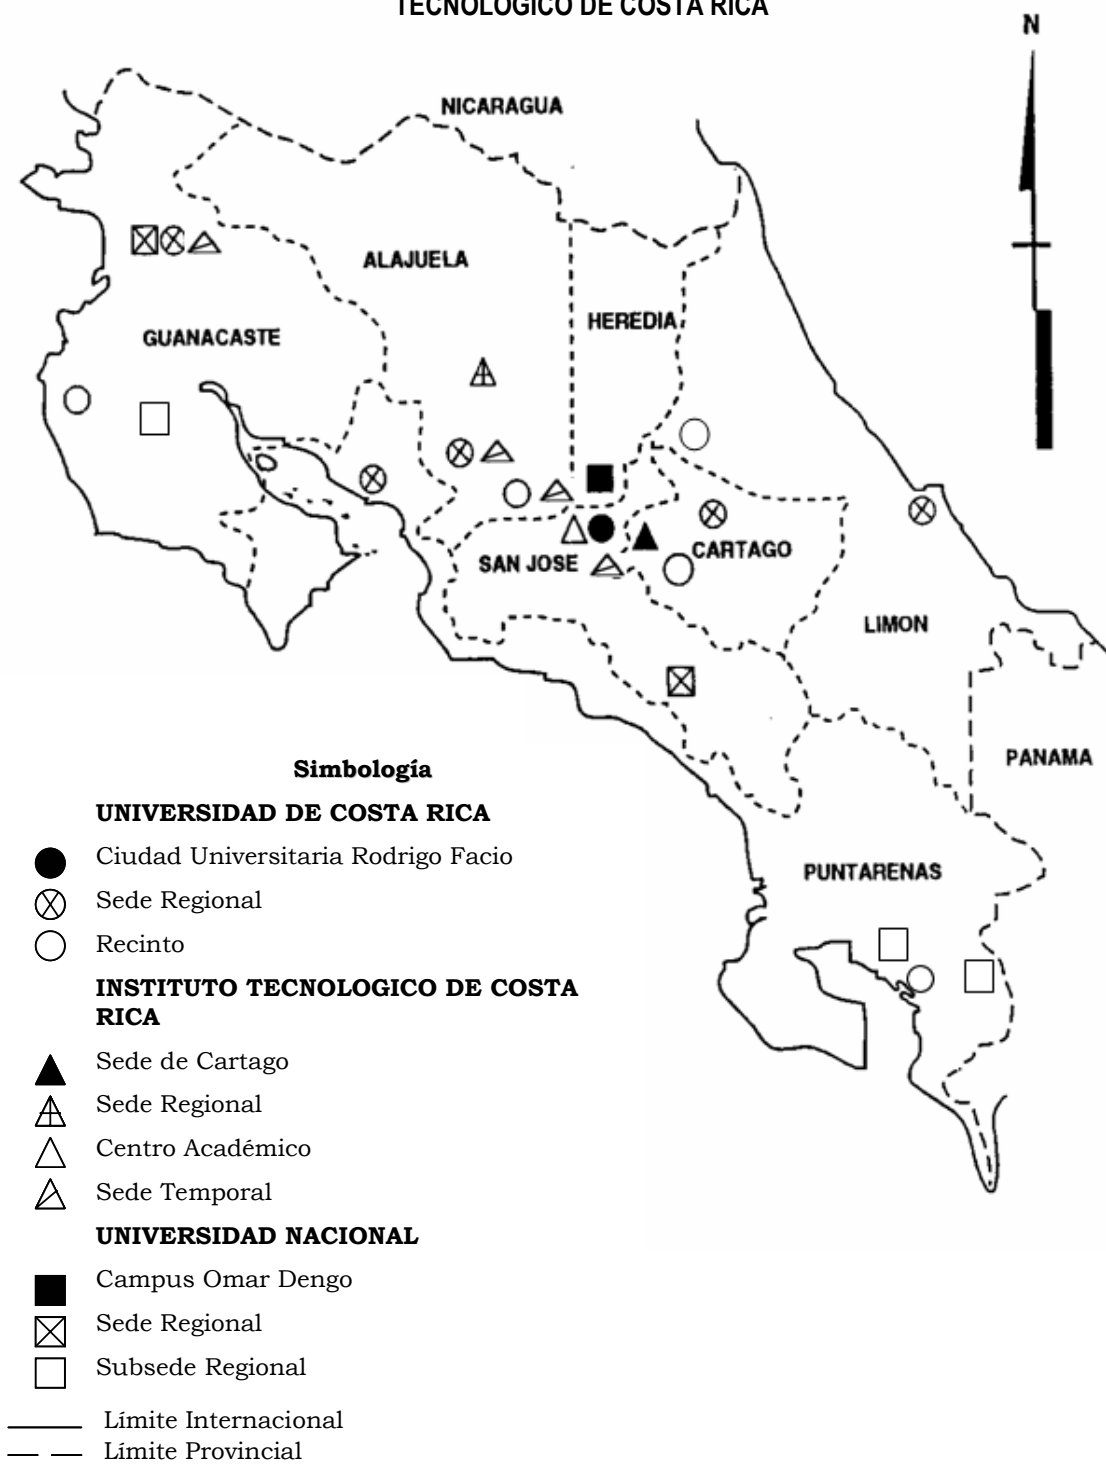 TECNOLOGICO DE COSTA RICA
N
NICARAGUA
ALAJUELA
HEREDIA
GUANACASTE
SAN JOSE
CARTAGO
LIMON
PANAMA
PUNTARENAS
Simbología
UNIVERSIDAD DE COSTA RICA
Ciudad Universitaria Rodrigo Facio
Sede Regional
Recinto
INSTITUTO TECNOLOGICO DE COSTA
RICA
Sede de Cartago
Sede Regional
Centro Académico
Sede Temporal
UNIVERSIDAD NACIONAL
Campus Omar Dengo
Sede Regional
Subsede Regional
Límite Internacional
Límite Provincial